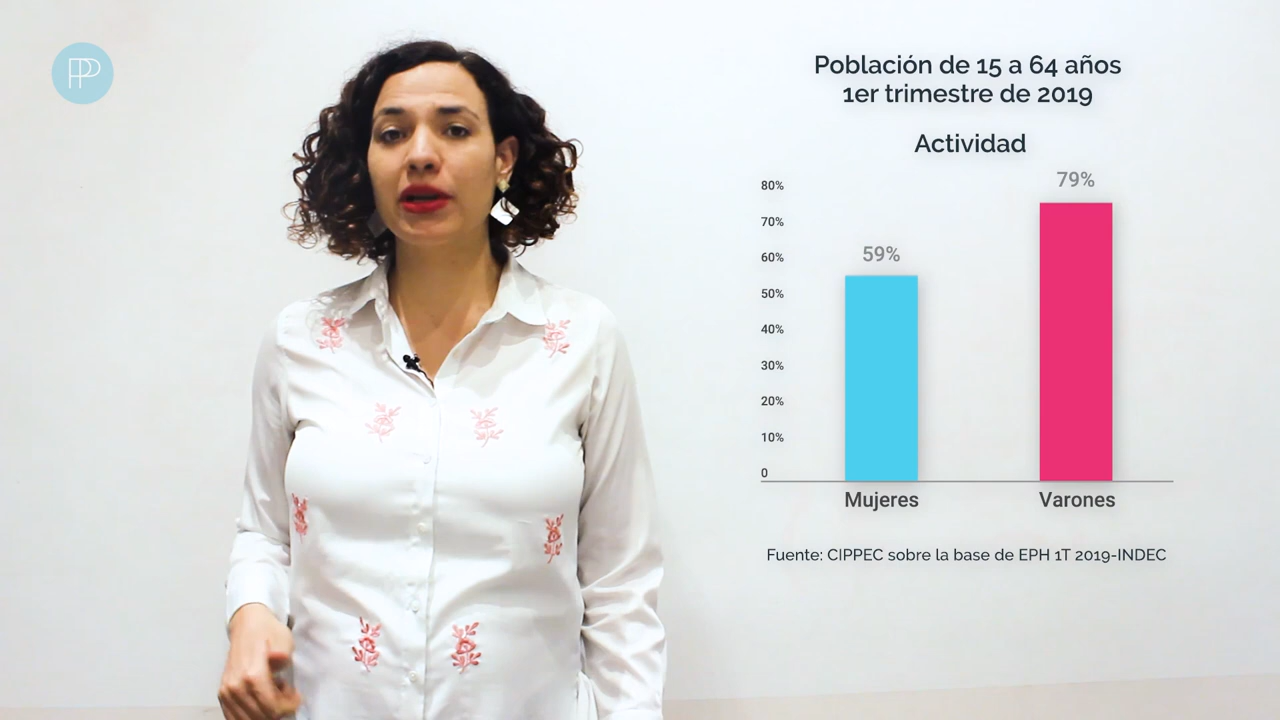 PP
Población de 15 a 64 años
1er trimestre de 2019
Actividad
80%
70%
60%
50%
40%
30%
20%
10%
0
59%
79%
Mujeres
Varones
Fuente: CIPPEC sobre la base de EPH 1T 2019-INDEC